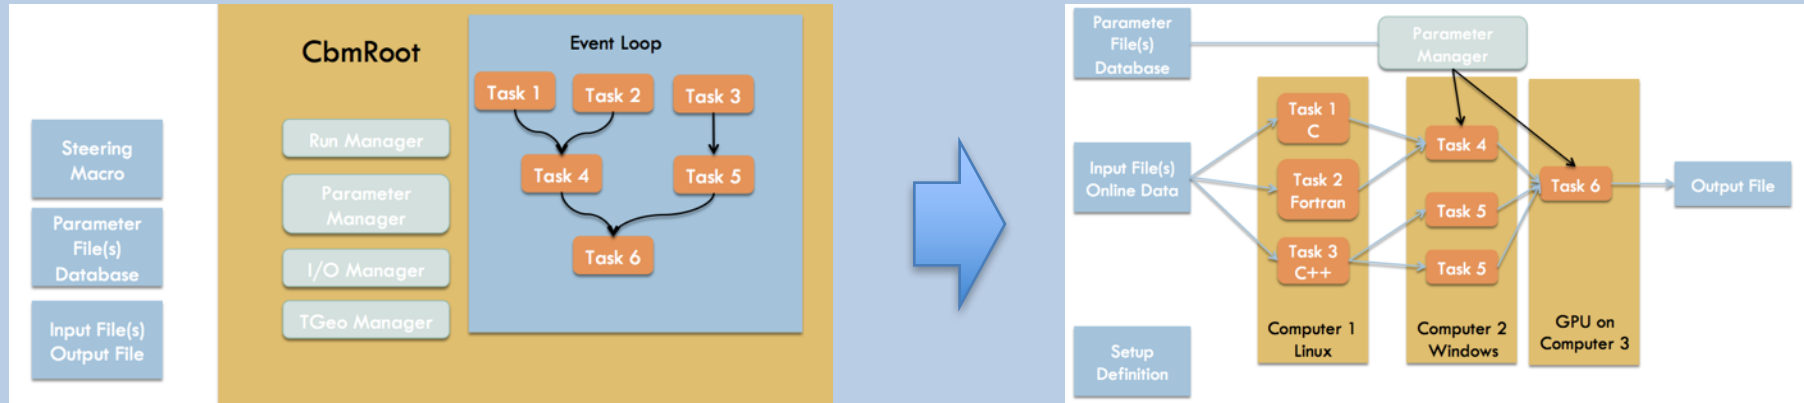 Steering
Macro
Parameter
File(s)
Database
Input File(s)
Output File
CbmRoot
Run Manager
Parameter
Manager
I/O Manager
TGeo Manager
Event Loop
Task 1
Task 2
Task 3
Task 4
Task 5
Task 6
Parameter
File(s)
Database
Parameter
Manager
Input File(s)
Online Data
Setup
Definition
Task 1
C
Task 2
Fortran
Task 3
C++
Computer 1
Linux
Task 4
Task 5
Task 5
Computer 2
Windows
Task 6
GPU on
Computer 3
Output File